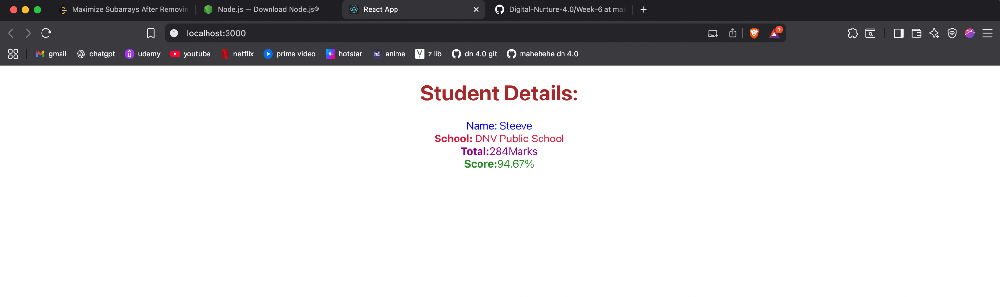 Maximize Subarrays After Removin
Node.js — Download Node.js®
React App
Digital-Nurture-4.0/Week-6 at mai
localhost:3000
1
gmail
chatgpt
udemy
youtube
netflix
prime video
hotstar
h!
anime
z lib
dn 4.0 git
mahehehe dn 4.0
Student Details:
Name: Steeve
School: DNV Public School
Total:284Marks
Score:94.67%